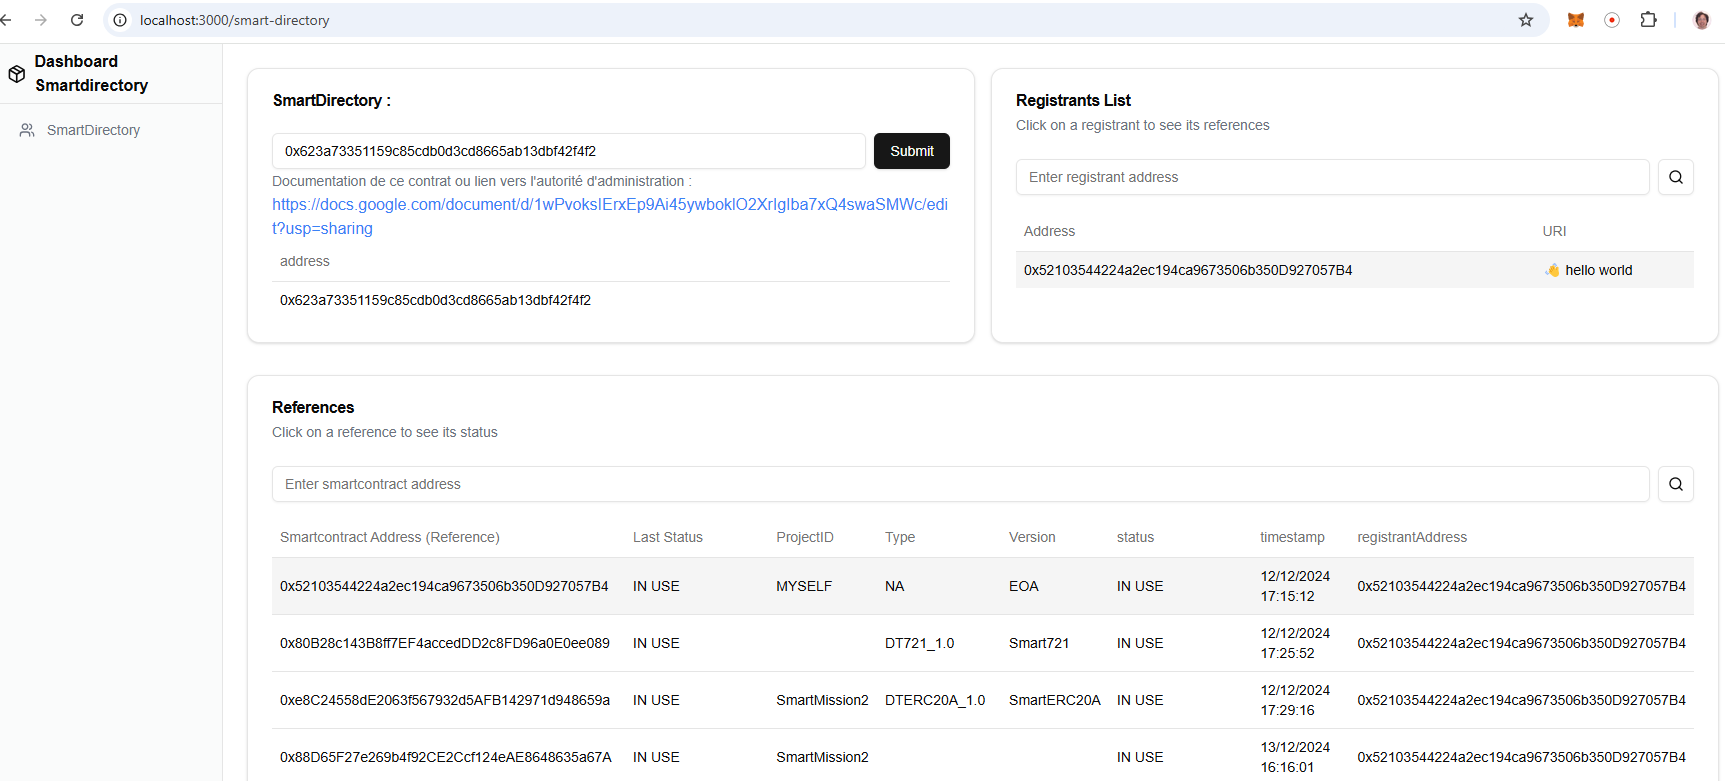 localhost:3000/smart-directory
Dashboard
Smartdirectory
SmartDirectory
SmartDirectory :
0x623a73351159c85cdb0d3cd8665ab13dbf42f4f2
Submit
Documentation de ce contrat ou lien vers l'autorité d'administration :
https://docs.google.com/document/d/1wPvokslErxEp9Ai45ywboklO2XrIgIba7xQ4swaSMWc/edi
t?usp=sharing
address
0x623a73351159c85cdb0d3cd8665ab13dbf42f4f2
Registrants List
Click on a registrant to see its references
Enter registrant address
Address URI
0x52103544224a2ec194ca9673506b350D927057B4 👋 hello world
References
Click on a reference to see its status
Enter smartcontract address
Smartcontract Address (Reference) Last Status ProjectID Type Version status timestamp registrantAddress
0x52103544224a2ec194ca9673506b350D927057B4 IN USE MYSELF NA EOA IN USE 12/12/2024 17:15:12 0x52103544224a2ec194ca9673506b350D927057B4
0x80B28c143B8ff7EF4accedDD2c8FD96a0E0ee089 IN USE DT721_1.0 Smart721 IN USE 12/12/2024 17:25:52 0x52103544224a2ec194ca9673506b350D927057B4
0xe8C24558dE2063f567932d5AFB142971d948659a IN USE SmartMission2 DTERC20A_1.0 SmartERC20A IN USE 12/12/2024 17:29:16 0x52103544224a2ec194ca9673506b350D927057B4
0x88D65F27e269b4f92CE2Ccf124eAE8648635a67A IN USE SmartMission2 IN USE 13/12/2024 16:16:01 0x52103544224a2ec194ca9673506b350D927057B4